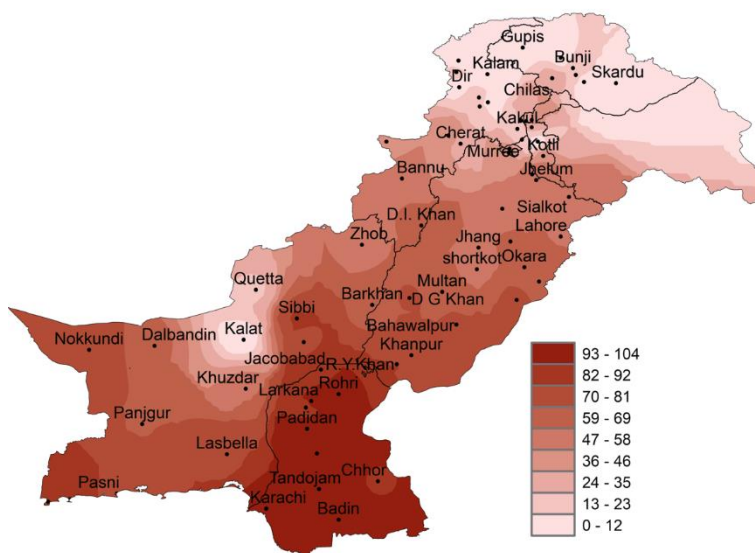 Gupis
Bunji
Kalam
Dir
Skardu
Chilas
Kakul
Cherat
Kotli
Murree
Bannu
Jhelum
D.I. Khan
Sialkot
Zhob
Jhang
Lahore
shortkot
Okara
Quetta
Multan
Barkhan
D G Khan
Sibbi
Nokkundi
Dalbandin
Kalat
Bahawalpur
Jacobabad
Khanpur
R.Y.Khan
Khuzdar
Larkana
Rohri
Panjgur
Padidan
Lasbella
Pasni
Tandojam
Chhor
Karachi
Badin
93 - 104
82 - 92
70 - 81
59 - 69
47 - 58
36 - 46
24 - 35
13 - 23
0 - 12